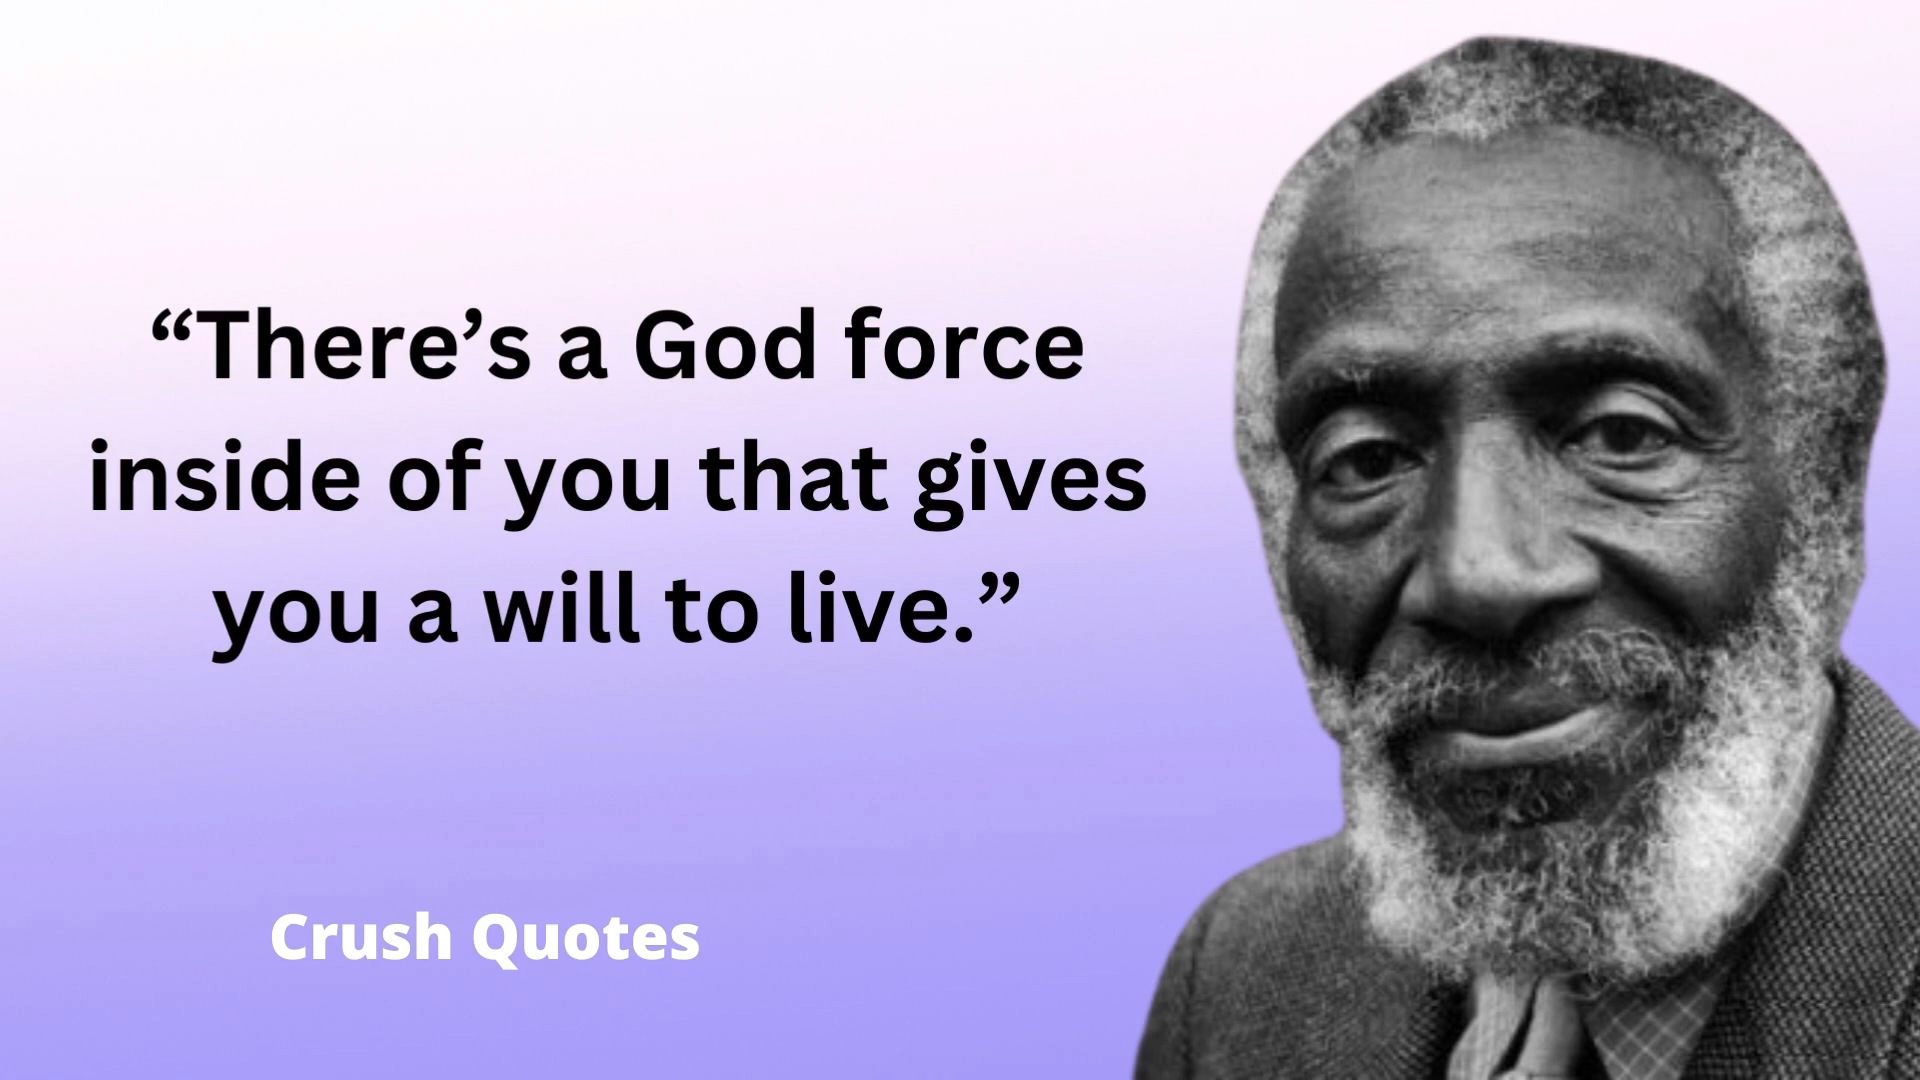 “There’s a God force
inside of you that gives
you a will to live.”
Crush Quotes